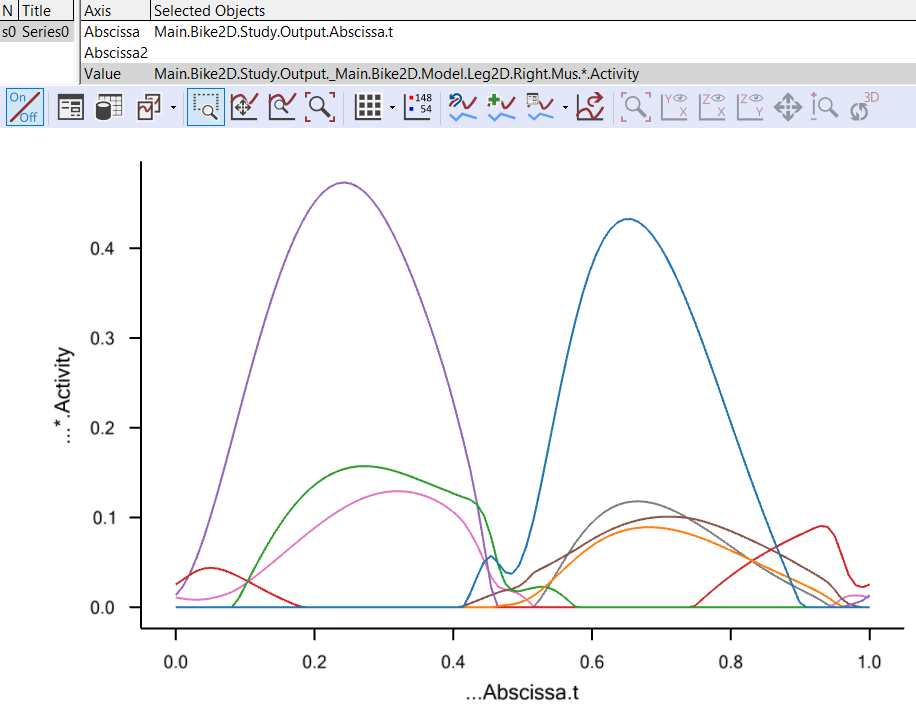 N Title Axis Selected Objects
s0 Series0 Abscissa Main.Bike2D.Study.Output.Abscissa.t
Abscissa2
Value Main.Bike2D.Study.Output._Main.Bike2D.Model.Leg2D.Right.Mus.*.Activity
On
Off
148
54
Y X
Z X
Z Y
3D
0.4
0.3
0.2
0.1
0.0
...*.Activity
0.0 0.2 0.4 0.6 0.8 1.0
...Abscissa.t